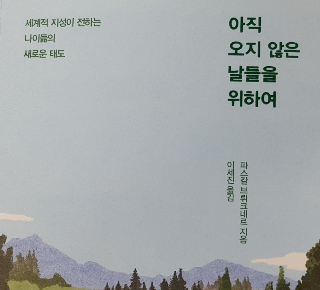 세계적 지성이 전하는
나이듦의
새로운 태도
아직
오지 않은
날들을
위하여
파스칼 브뤼크네르 지음
이세진 옮김